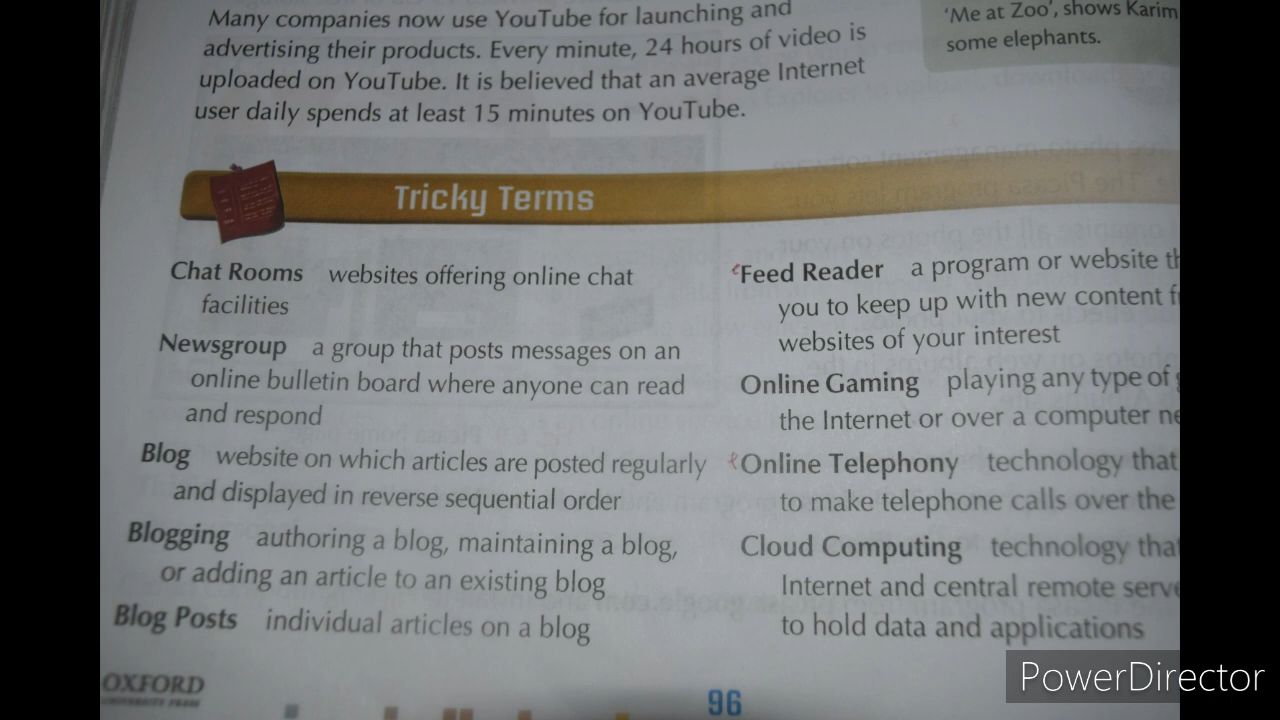 Many companies now use YouTube for launching and
advertising their products. Every minute, 24 hours of video is
uploaded on YouTube. It is believed that an average Internet
user daily spends at least 15 minutes on YouTube.
'Me at Zoo', shows Karim
some elephants.
Tricky Terms
Chat Rooms websites offering online chat
facilities
Newsgroup a group that posts messages on an
online bulletin board where anyone can read
and respond
Blog website on which articles are posted regularly
and displayed in reverse sequential order
Blogging authoring a blog, maintaining a blog,
or adding an article to an existing blog
Blog Posts individual articles on a blog
Feed Reader a program or website
you to keep up with new content
websites of your interest
Online Gaming playing any type of
the Internet or over a computer
Online Telephony technology that
to make telephone calls over the
Cloud Computing technology
Internet and central remote
to hold data and applications
OXFORD
UNIVERSITY PRESS
96
PowerDirector